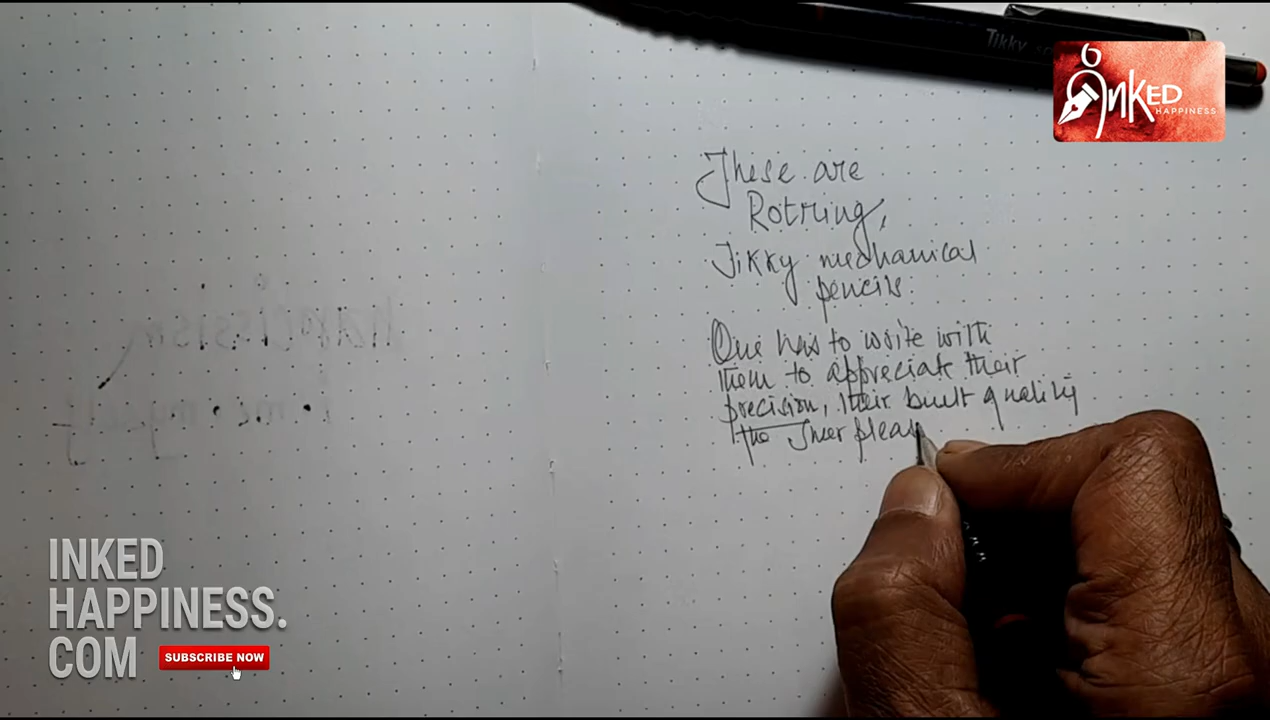 Tikky
INKED
HAPPINESS
These are
Rotring,
Tikky mechanical
pencils.
One has to write with
them to appreciate their
precision, their built quality
the sheer pleas
INKED
HAPPINESS.
COM
SUBSCRIBE NOW